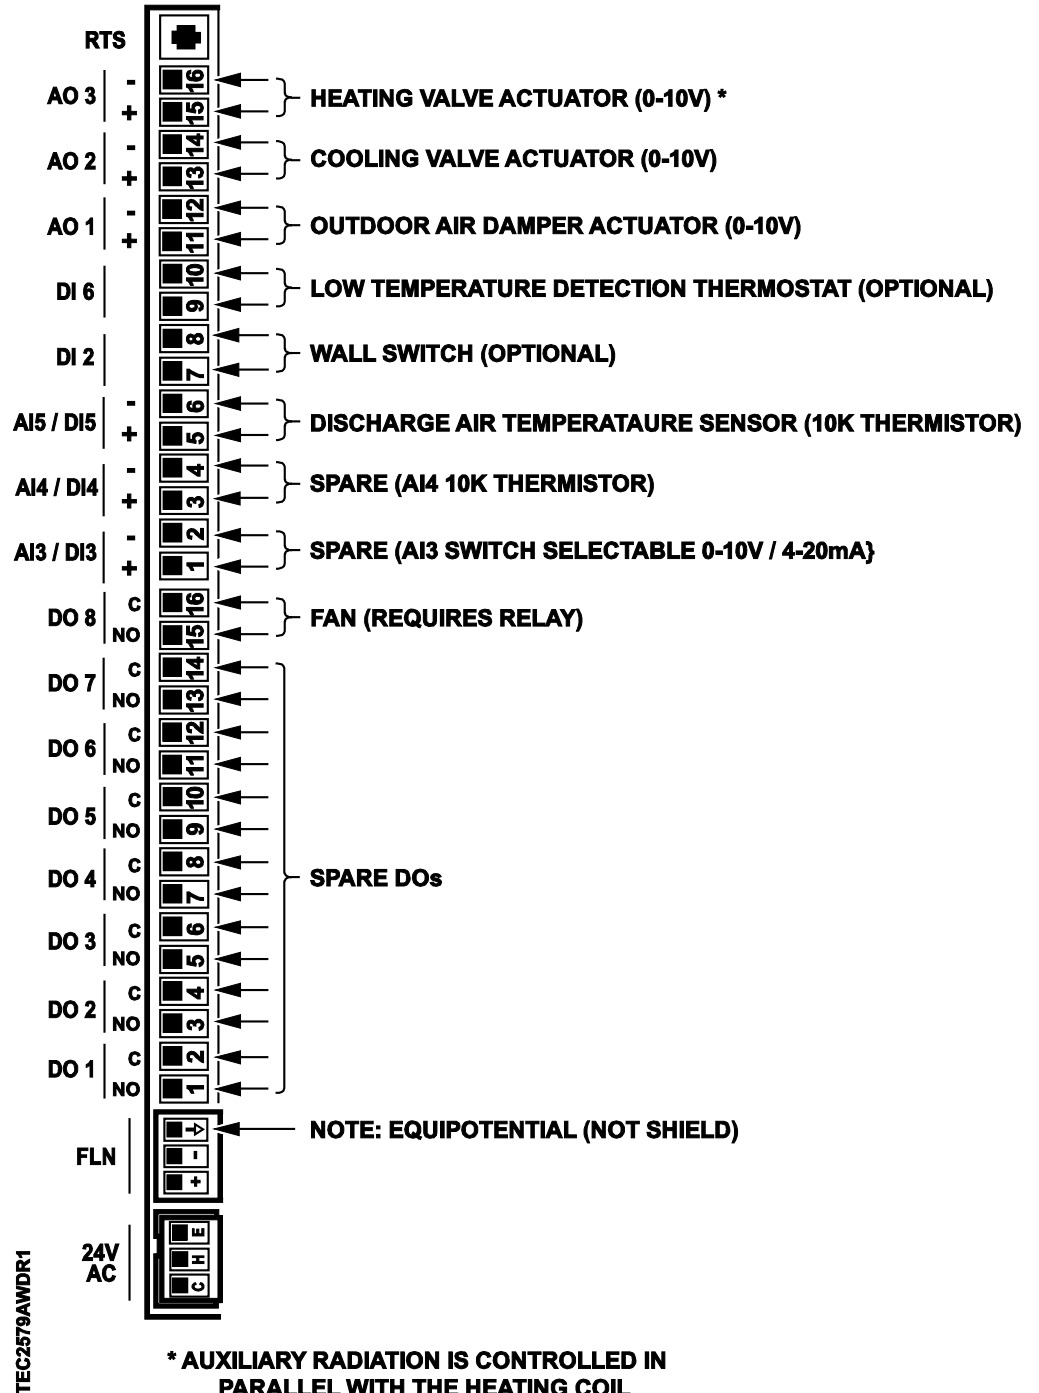 RTS
AO 3 - 16 HEATING VALVE ACTUATOR (0-10V) *
+ 15
AO 2 - 14 COOLING VALVE ACTUATOR (0-10V)
+ 13
AO 1 - 12 OUTDOOR AIR DAMPER ACTUATOR (0-10V)
+ 11
DI 6 10 LOW TEMPERATURE DETECTION THERMOSTAT (OPTIONAL)
9
DI 2 8 WALL SWITCH (OPTIONAL)
7
AI5 / DI5 - 6 DISCHARGE AIR TEMPERATAURE SENSOR (10K THERMISTOR)
+ 5
AI4 / DI4 - 4 SPARE (AI4 10K THERMISTOR)
+ 3
AI3 / DI3 - 2 SPARE (AI3 SWITCH SELECTABLE 0-10V / 4-20mA}
+ 1
DO 8 C 16 FAN (REQUIRES RELAY)
NO 15
DO 7 C 14
NO 13
DO 6 C 12
NO 11
DO 5 C 10
NO 9
DO 4 C 8 SPARE DOs
NO 7
DO 3 C 6
NO 5
DO 2 C 4
NO 3
DO 1 C 2
NO 1
NOTE: EQUIPOTENTIAL (NOT SHIELD)
FLN -
+
E
24V H
AC C
TEC2579AWDR1
* AUXILIARY RADIATION IS CONTROLLED IN
PARALLEL WITH THE HEATING COIL